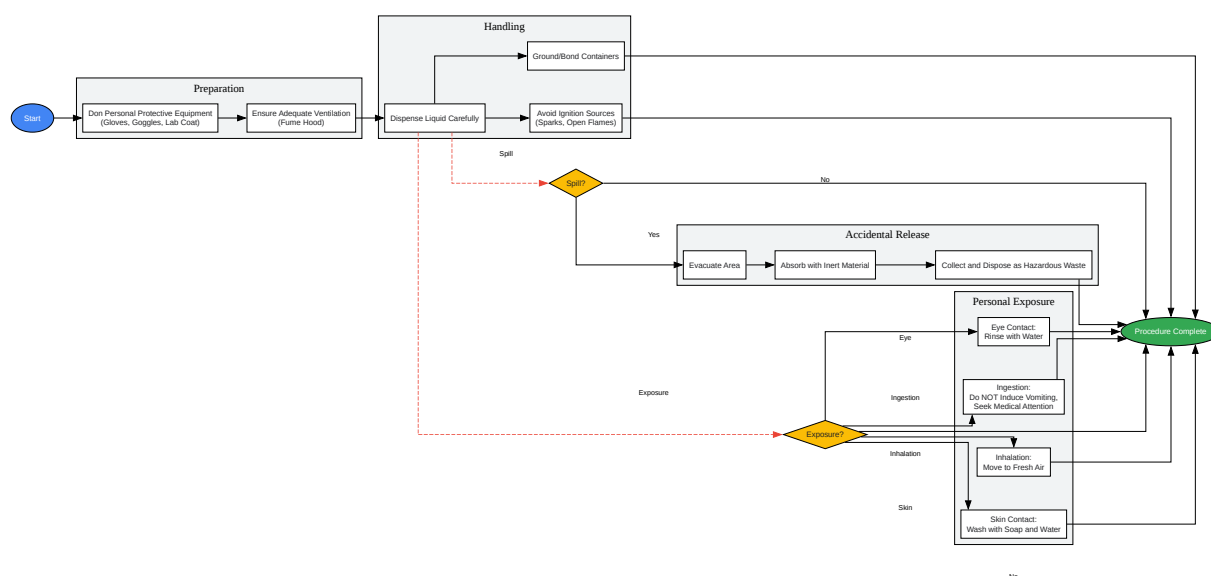 Handling
Ground/Bond Containers
Preparation
Start
Don Personal Protective Equipment
(Gloves, Goggles, Lab Coat)
Ensure Adequate Ventilation
(Fume Hood)
Dispense Liquid Carefully
Avoid Ignition Sources
(Sparks, Open Flames)
Spill
Spill?
No
Yes
Accidental Release
Evacuate Area
Absorb with Inert Material
Collect and Dispose as Hazardous Waste
Personal Exposure
Eye Contact:
Rinse with Water
Procedure Complete
Eye
Exposure
Ingestion
Ingestion:
Do NOT Induce Vomiting,
Seek Medical Attention
Exposure?
Inhalation
Inhalation:
Move to Fresh Air
Skin
Skin Contact:
Wash with Soap and Water